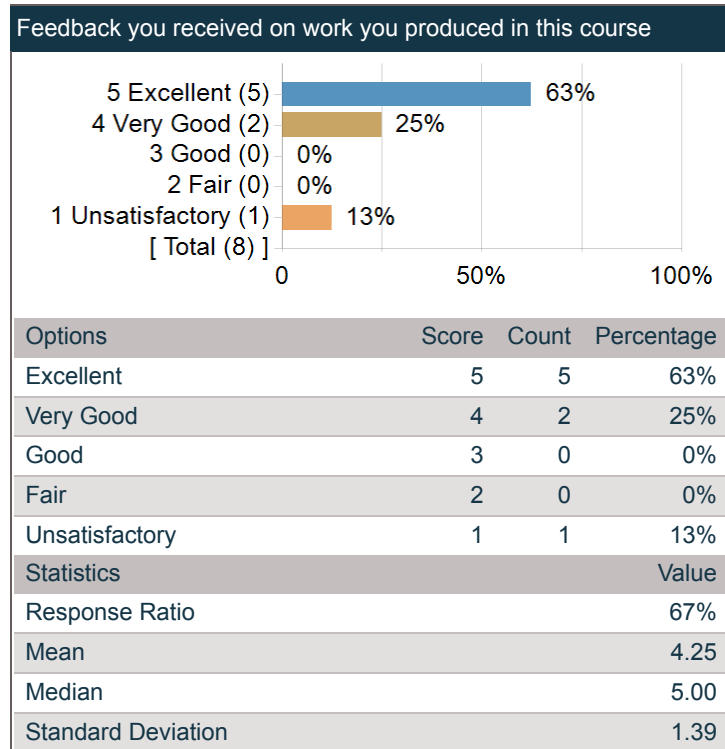 Feedback you received on work you produced in this course
5 Excellent (5) 63%
4 Very Good (2) 25%
3 Good (0) 0%
2 Fair (0) 0%
1 Unsatisfactory (1) 13%
[ Total (8) ]
0 50% 100%
Options Score Count Percentage
Excellent 5 5 63%
Very Good 4 2 25%
Good 3 0 0%
Fair 2 0 0%
Unsatisfactory 1 1 13%
Statistics Value
Response Ratio 67%
Mean 4.25
Median 5.00
Standard Deviation 1.39